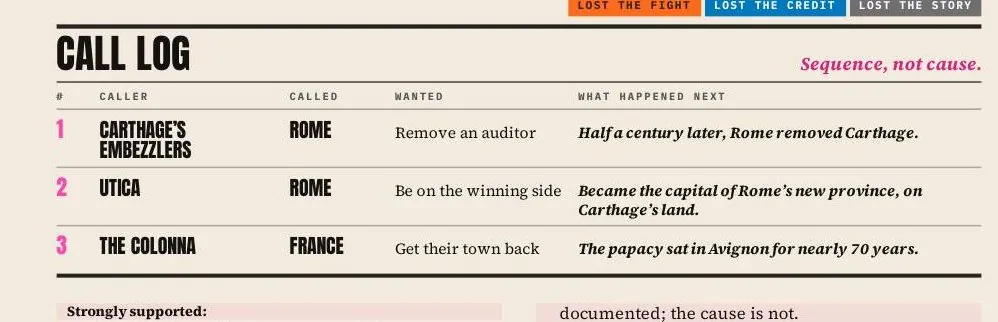 LOST THE FIGHT LOST THE CREDIT LOST THE STORY
CALL LOG
Sequence, not cause.
# CALLER CALLED WANTED WHAT HAPPENED NEXT
1 CARTHAGE'S ROME Remove an auditor Half a century later, Rome removed Carthage.
EMBEZZLERS
2 UTICA ROME Be on the winning side Became the capital of Rome's new province, on
Carthage's land.
3 THE COLONNA FRANCE Get their town back The papacy sat in Avignon for nearly 70 years.
Strongly supported:
documented; the cause is not.